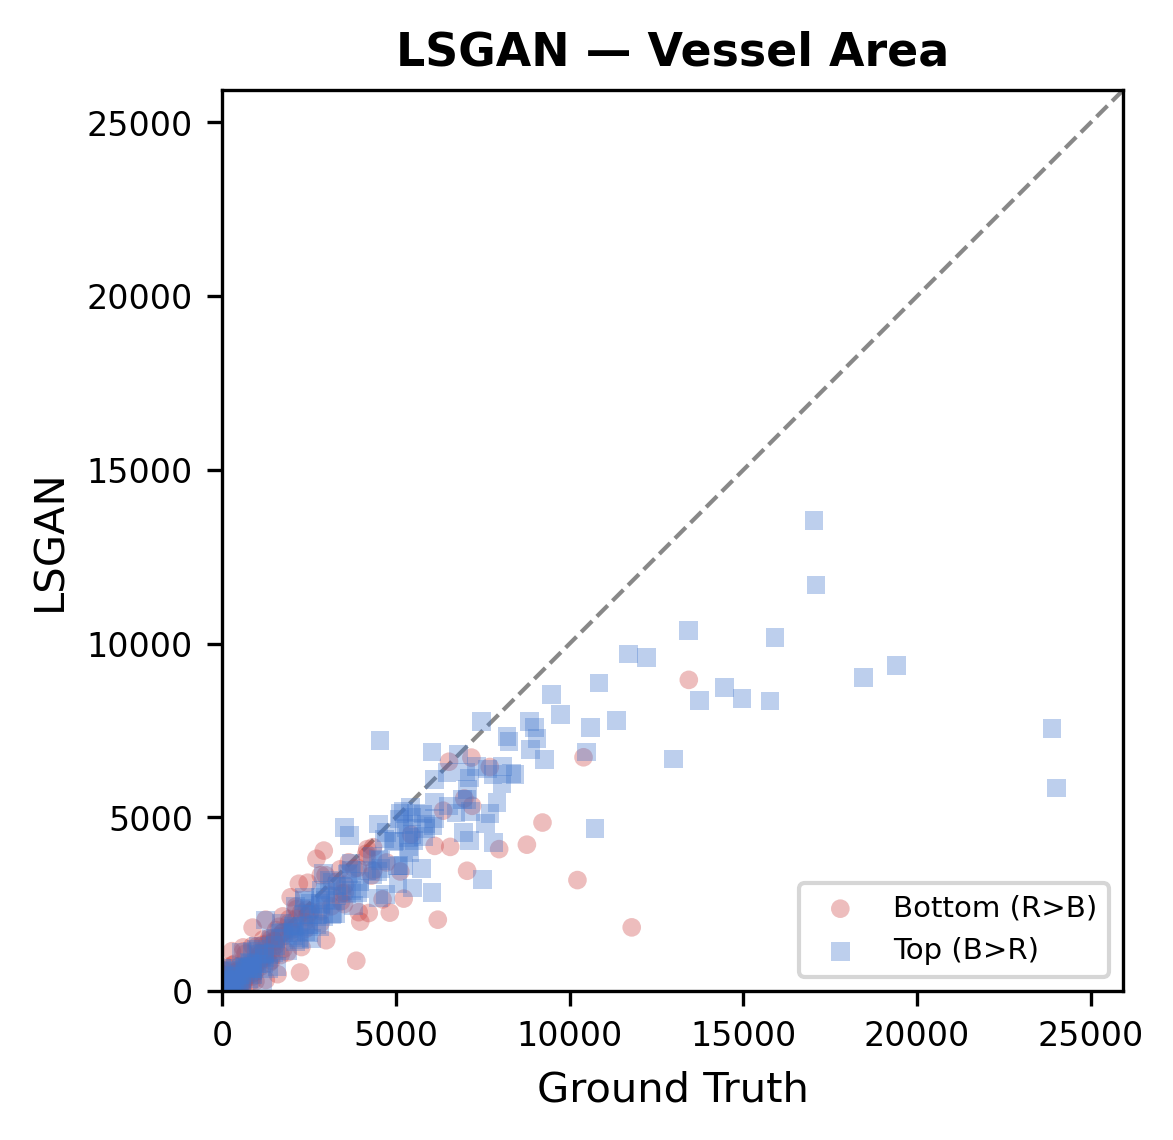 LSGAN — Vessel Area
25000
20000
15000
10000
5000
0
LSGAN
0 5000 10000 15000 20000 25000
Ground Truth
Bottom (R>B)
Top (B>R)